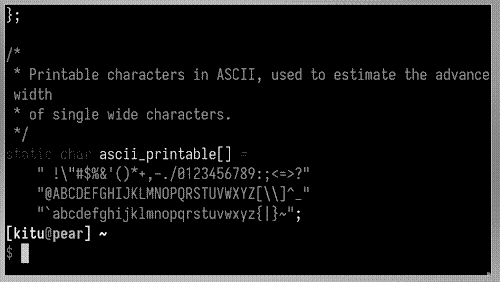 };
/*
 * Printable characters in ASCII, used to estimate the advance
 width
 * of single wide characters.
 */
static char ascii_printable[] =
    " !\"#$%&'()*+,-./0123456789:;<=>?"
    "@ABCDEFGHIJKLMNOPQRSTUVWXYZ[\\]^_"
    "`abcdefghijklmnopqrstuvwxyz{|}~";
[kitu@pear] ~
$